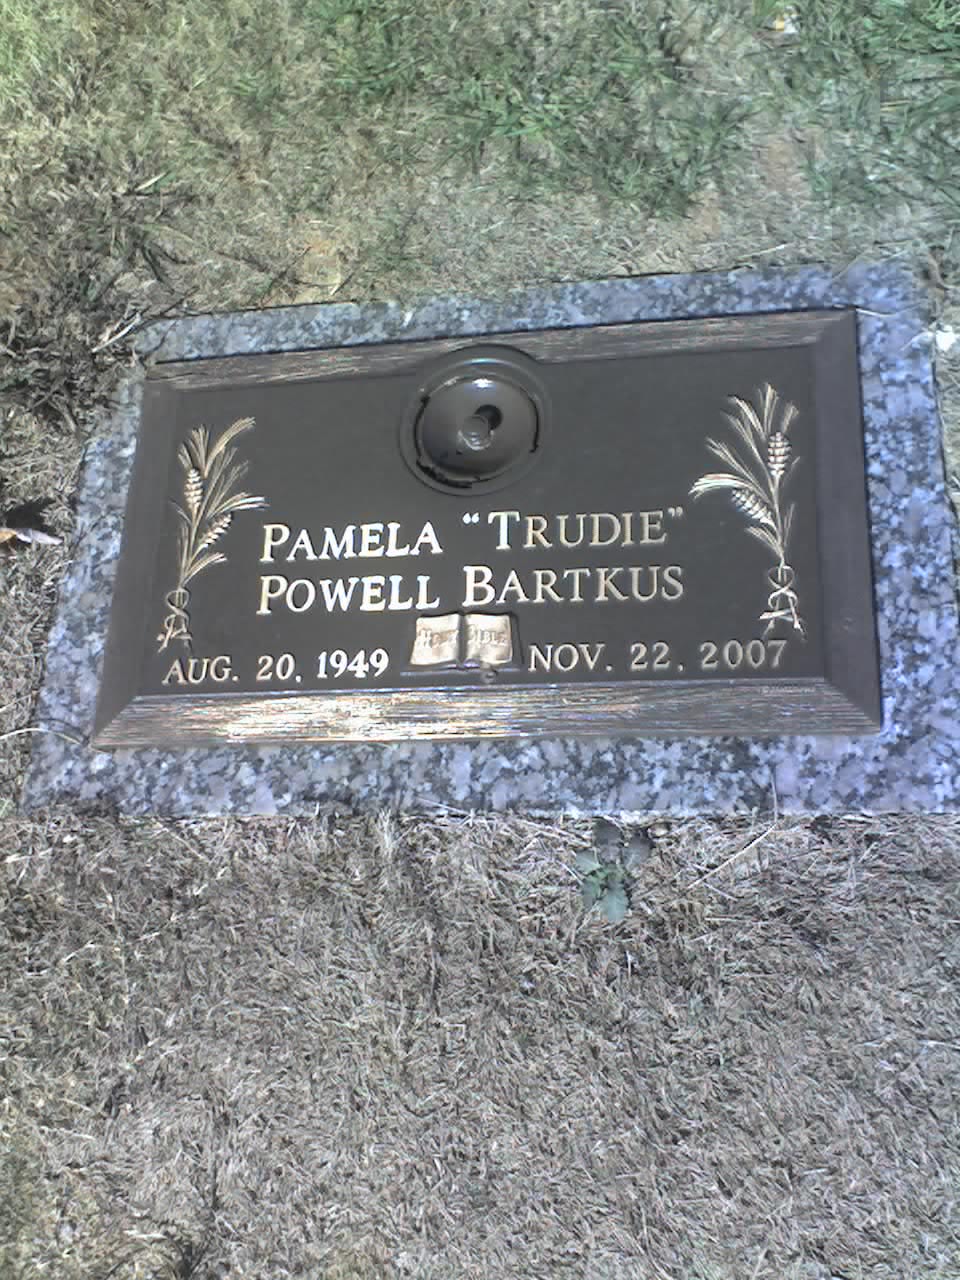 PAMELA “TRUDIE”
POWELL BARTKUS
HOLY BIBLE
AUG. 20, 1949 NOV. 22, 2007